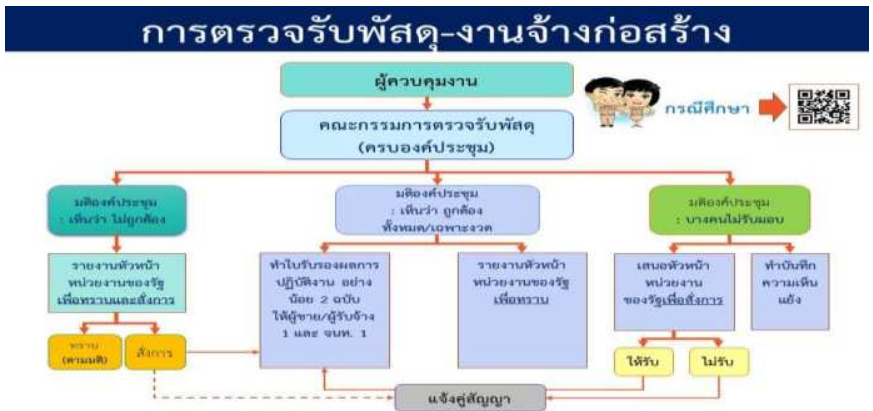 การตรวจรับพัสดุ-งานจ้างก่อสร้าง
ผู้ควบคุมงาน
กรณีศึกษา
คณะกรรมการตรวจรับพัสดุ
(ครบองค์ประชุม)
มติองค์ประชุม
: เห็นว่า ไม่ถูกต้อง
มติองค์ประชุม
: เห็นว่า ถูกต้อง
ทั้งหมด/เฉพาะงวด
มติองค์ประชุม
: บางคนไม่รับมอบ
รายงานหัวหน้า
หน่วยงานของรัฐ
เพื่อทราบและสั่งการ
ทำใบรับรองผลการ
ปฏิบัติงาน อย่าง
น้อย 2 ฉบับ
ให้ผู้ขาย/ผู้รับจ้าง
1 และ จนท. 1
รายงานหัวหน้า
หน่วยงานของรัฐ
เพื่อทราบ
เสนอหัวหน้า
หน่วยงาน
ของรัฐเพื่อสั่งการ
ทำบันทึก
ความเห็น
แย้ง
ทราบ
(ตามมติ)
สั่งการ
ให้รับ
ไม่รับ
แจ้งคู่สัญญา